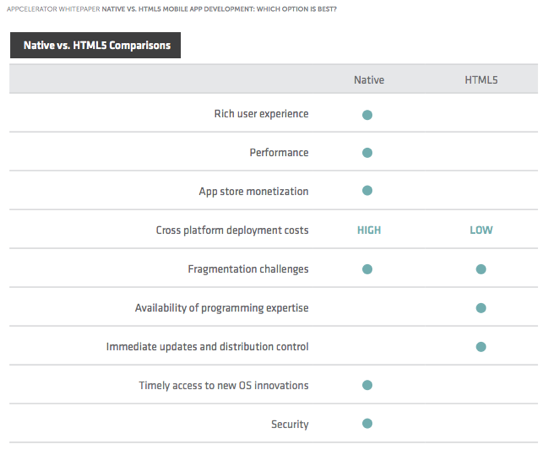 APPCELERATOR WHITEPAPER NATIVE VS. HTML5 MOBILE APP DEVELOPMENT: WHICH OPTION IS BEST?
Native vs. HTML5 Comparisons
Native HTML5
Rich user experience
Performance
App store monetization
Cross platform deployment costs HIGH LOW
Fragmentation challenges
Availability of programming expertise
Immediate updates and distribution control
Timely access to new OS innovations
Security